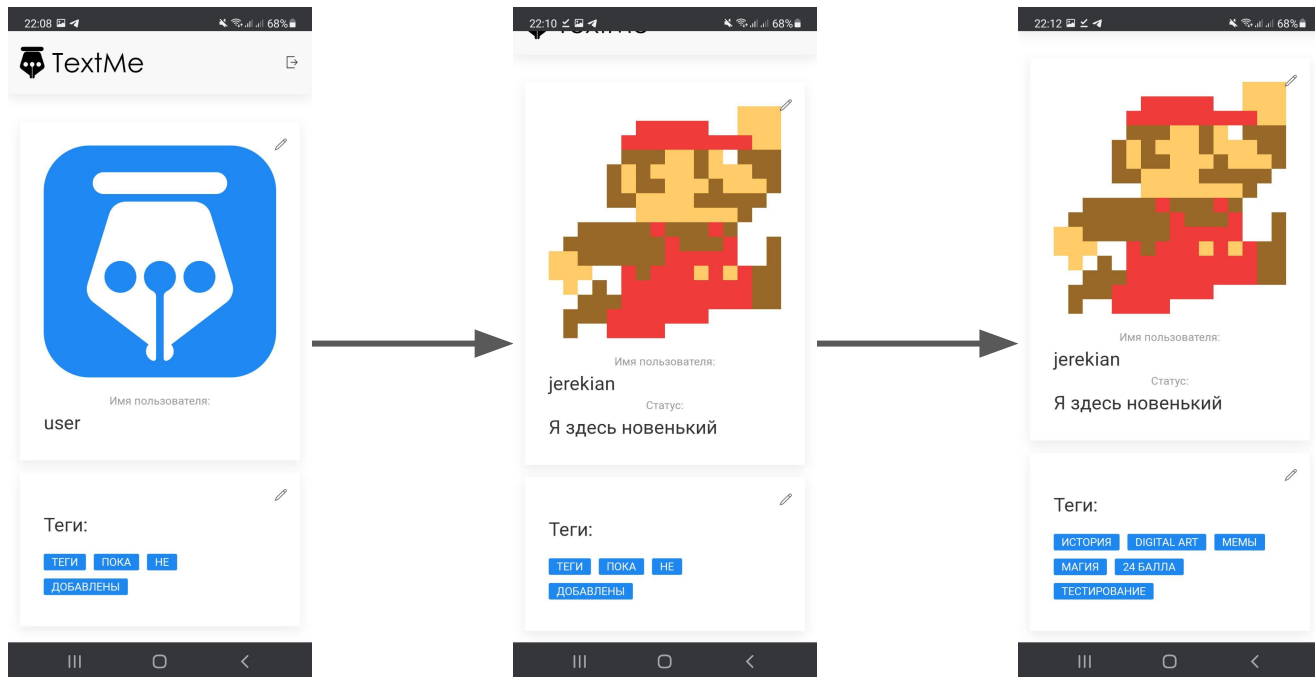 22:08
68%
TextMe
Имя пользователя:
user
Теги:
ТЕГИ ПОКА НЕ
ДОБАВЛЕНЫ
22:10
68%
TextMe
Имя пользователя:
jerekian
Статус:
Я здесь новенький
Теги:
ТЕГИ ПОКА НЕ
ДОБАВЛЕНЫ
22:12
68%
Имя пользователя:
jerekian
Статус:
Я здесь новенький
Теги:
ИСТОРИЯ DIGITAL ART МЕМЫ
МАГИЯ 24 БАЛЛА
ТЕСТИРОВАНИЕ